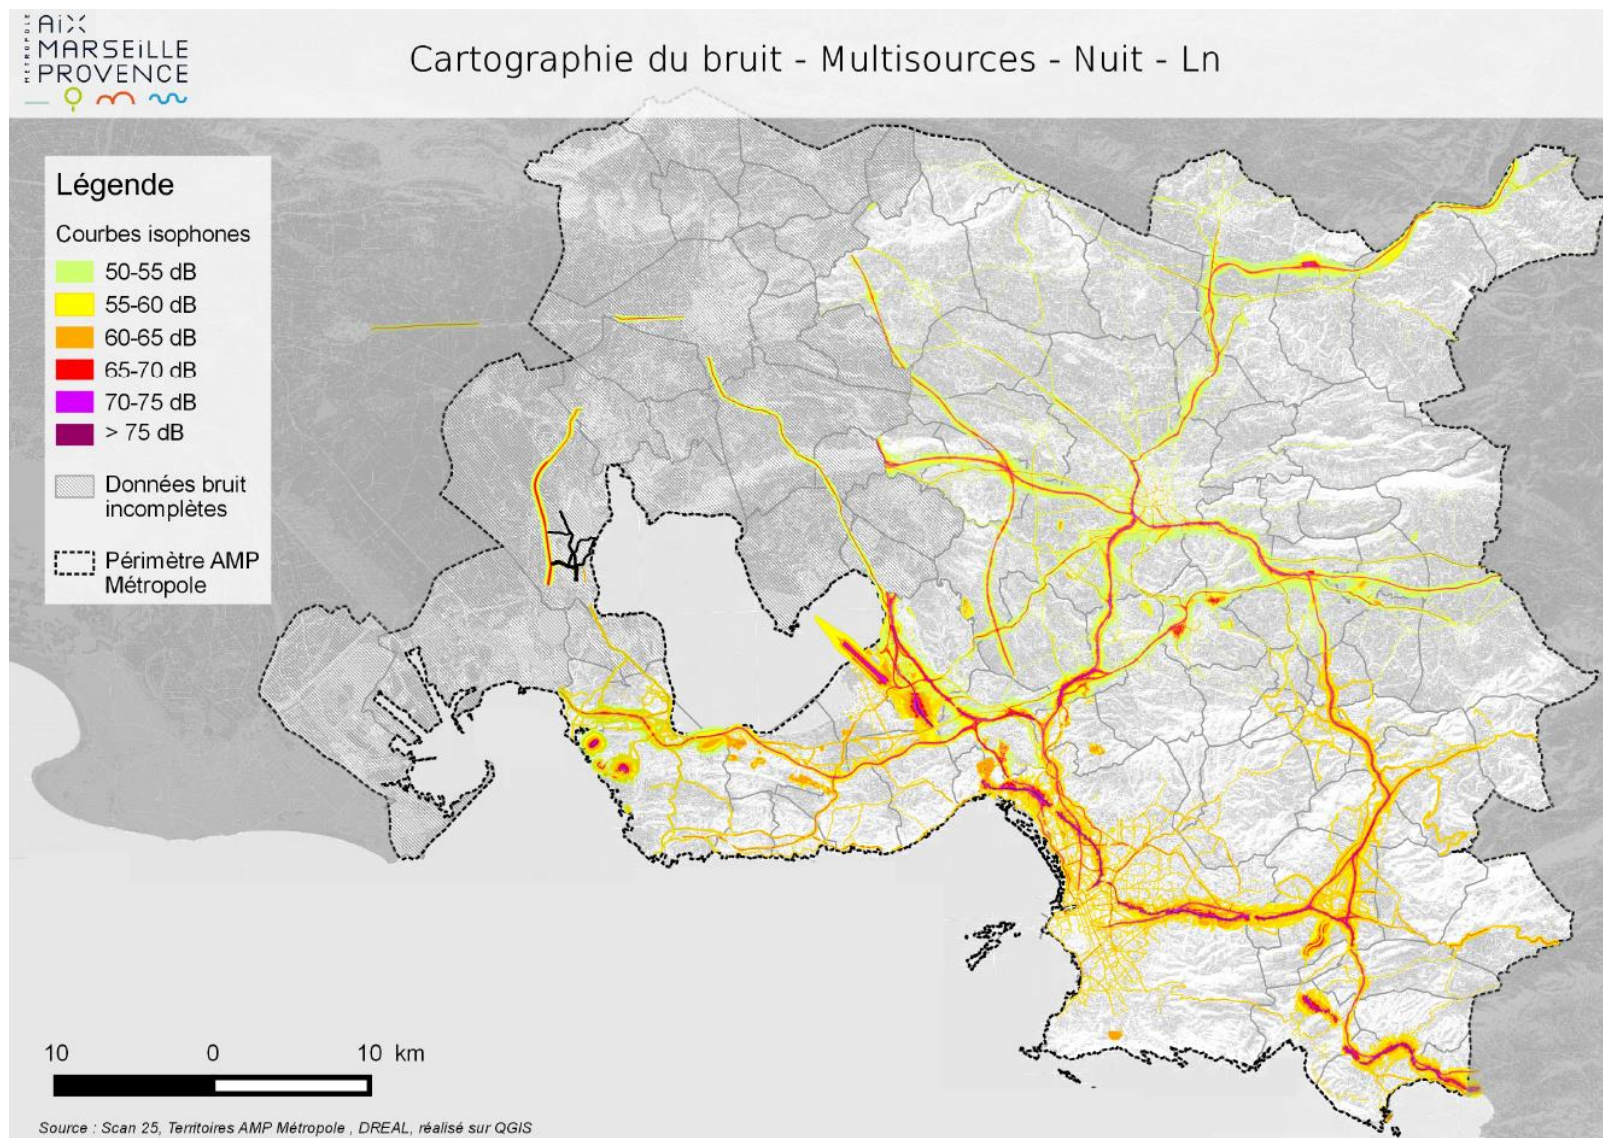 MÉTROPOLE
AIX
MARSEILLE
PROVENCE
Cartographie du bruit - Multisources - Nuit - Ln
Légende
Courbes isophones
50-55 dB
55-60 dB
60-65 dB
65-70 dB
70-75 dB
> 75 dB
Données bruit
incomplètes
Périmètre AMP
Métropole
10 0 10 km
Source : Scan 25, Territoires AMP Métropole , DREAL, réalisé sur QGIS